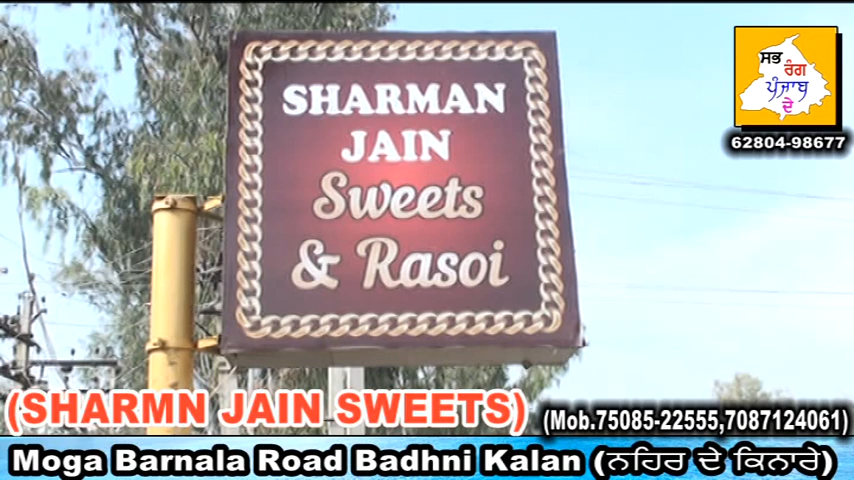 SHARMAN
JAIN
Sweets
& Rasoi
ਸਭ
ਰੰਗ
ਪੰਜਾਬ
ਦੇ
62804-98677
(SHARMN JAIN SWEETS)
(Mob.75085-22555,7087124061)
Moga Barnala Road Badhni Kalan (ਨਹਿਰ ਦੇ ਕਿਨਾਰੇ)